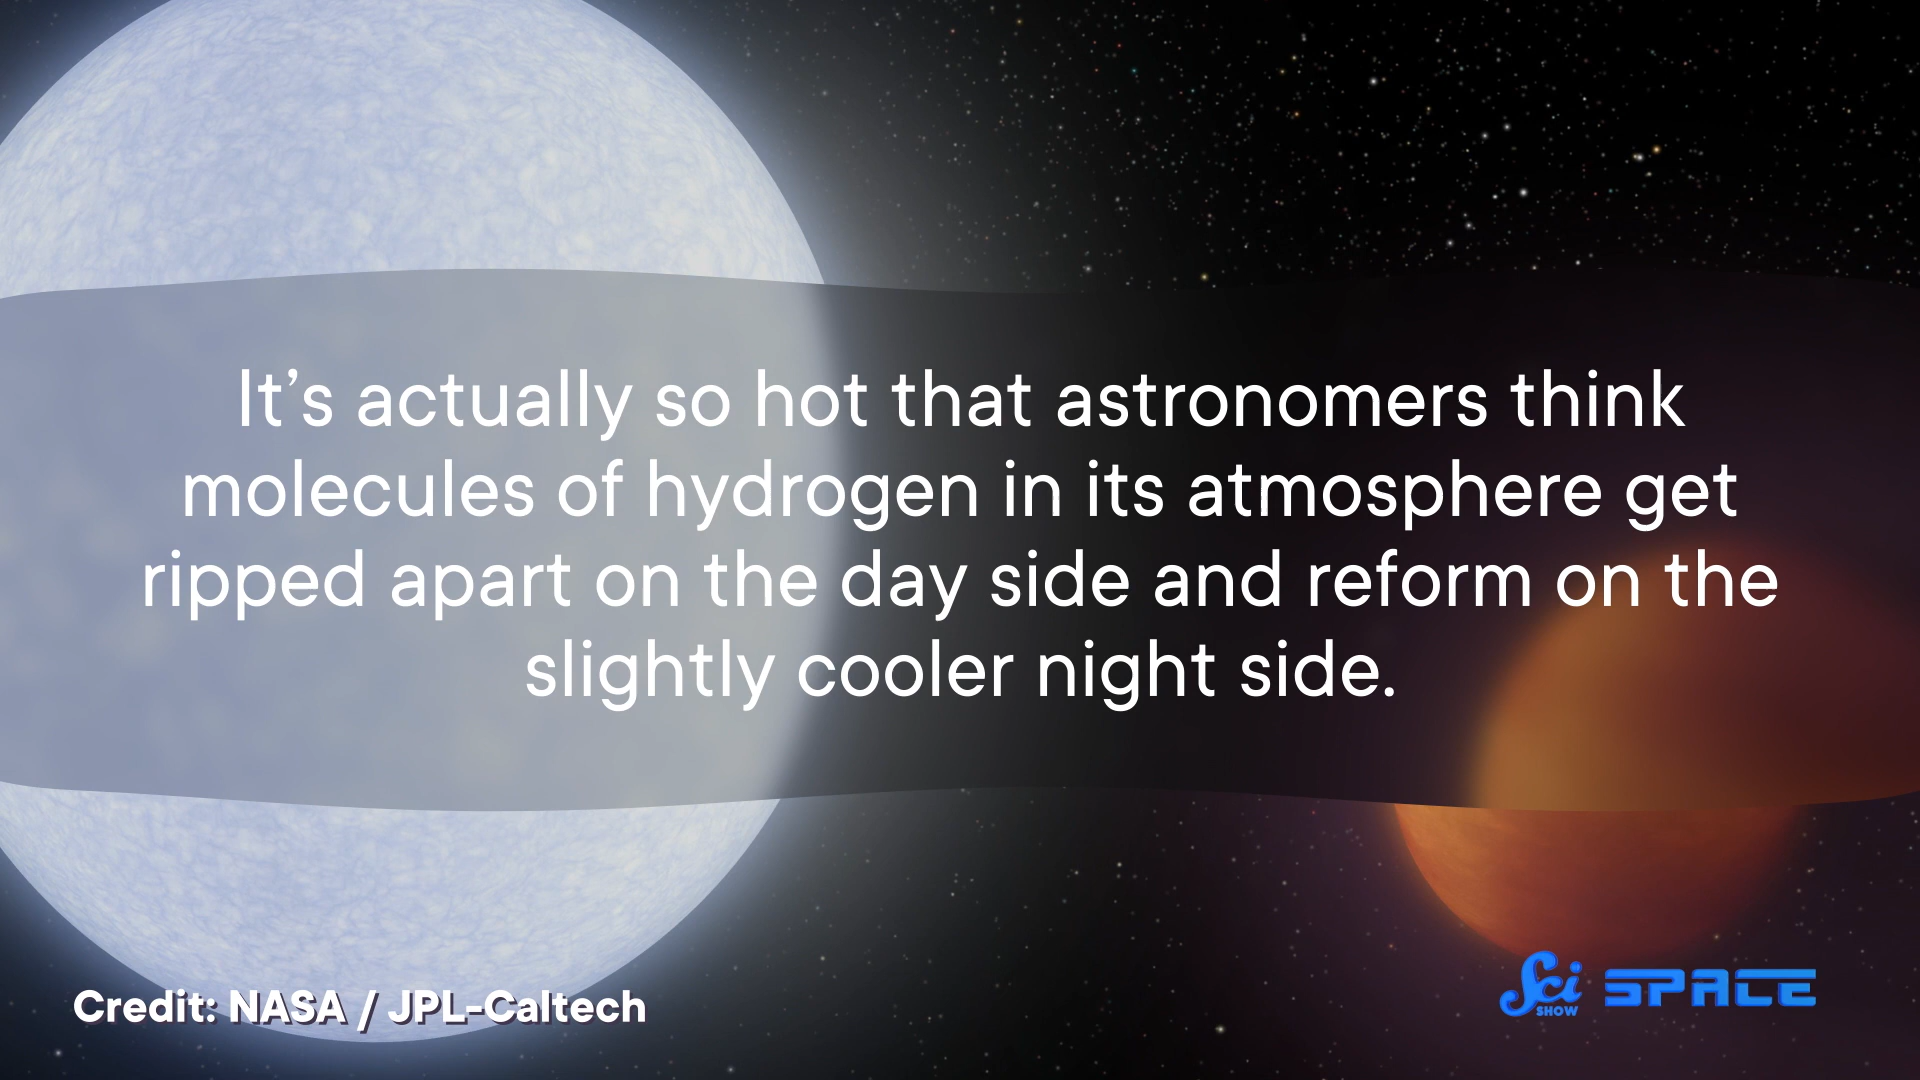 It’s actually so hot that astronomers think
molecules of hydrogen in its atmosphere get
ripped apart on the day side and reform on the
slightly cooler night side.
Credit: NASA / JPL-Caltech
Sci SHOW SPACE